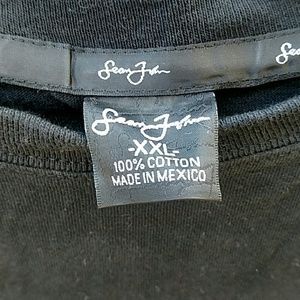 Sean John
Sean John
-XXL-
100% COTTON
MADE IN MEXICO